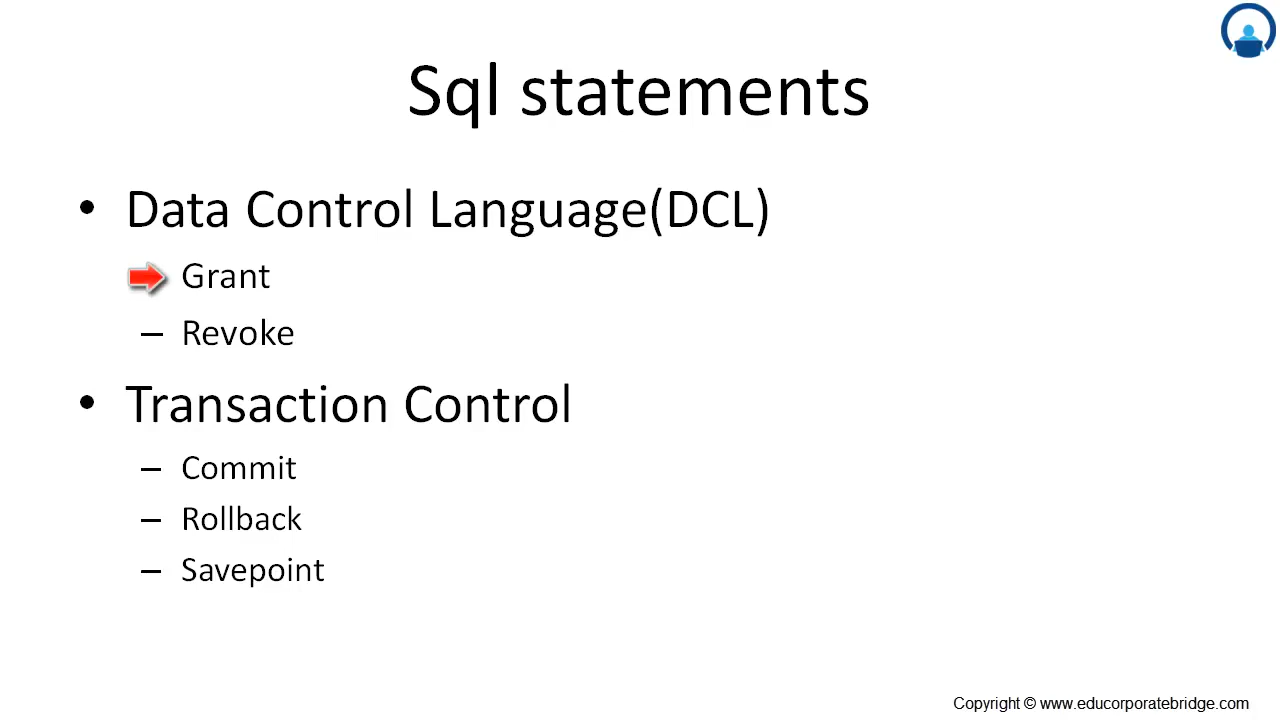 Sql statements
• Data Control Language(DCL)
Grant
– Revoke
• Transaction Control
– Commit
– Rollback
– Savepoint
Copyright © www.educorporatebridge.com